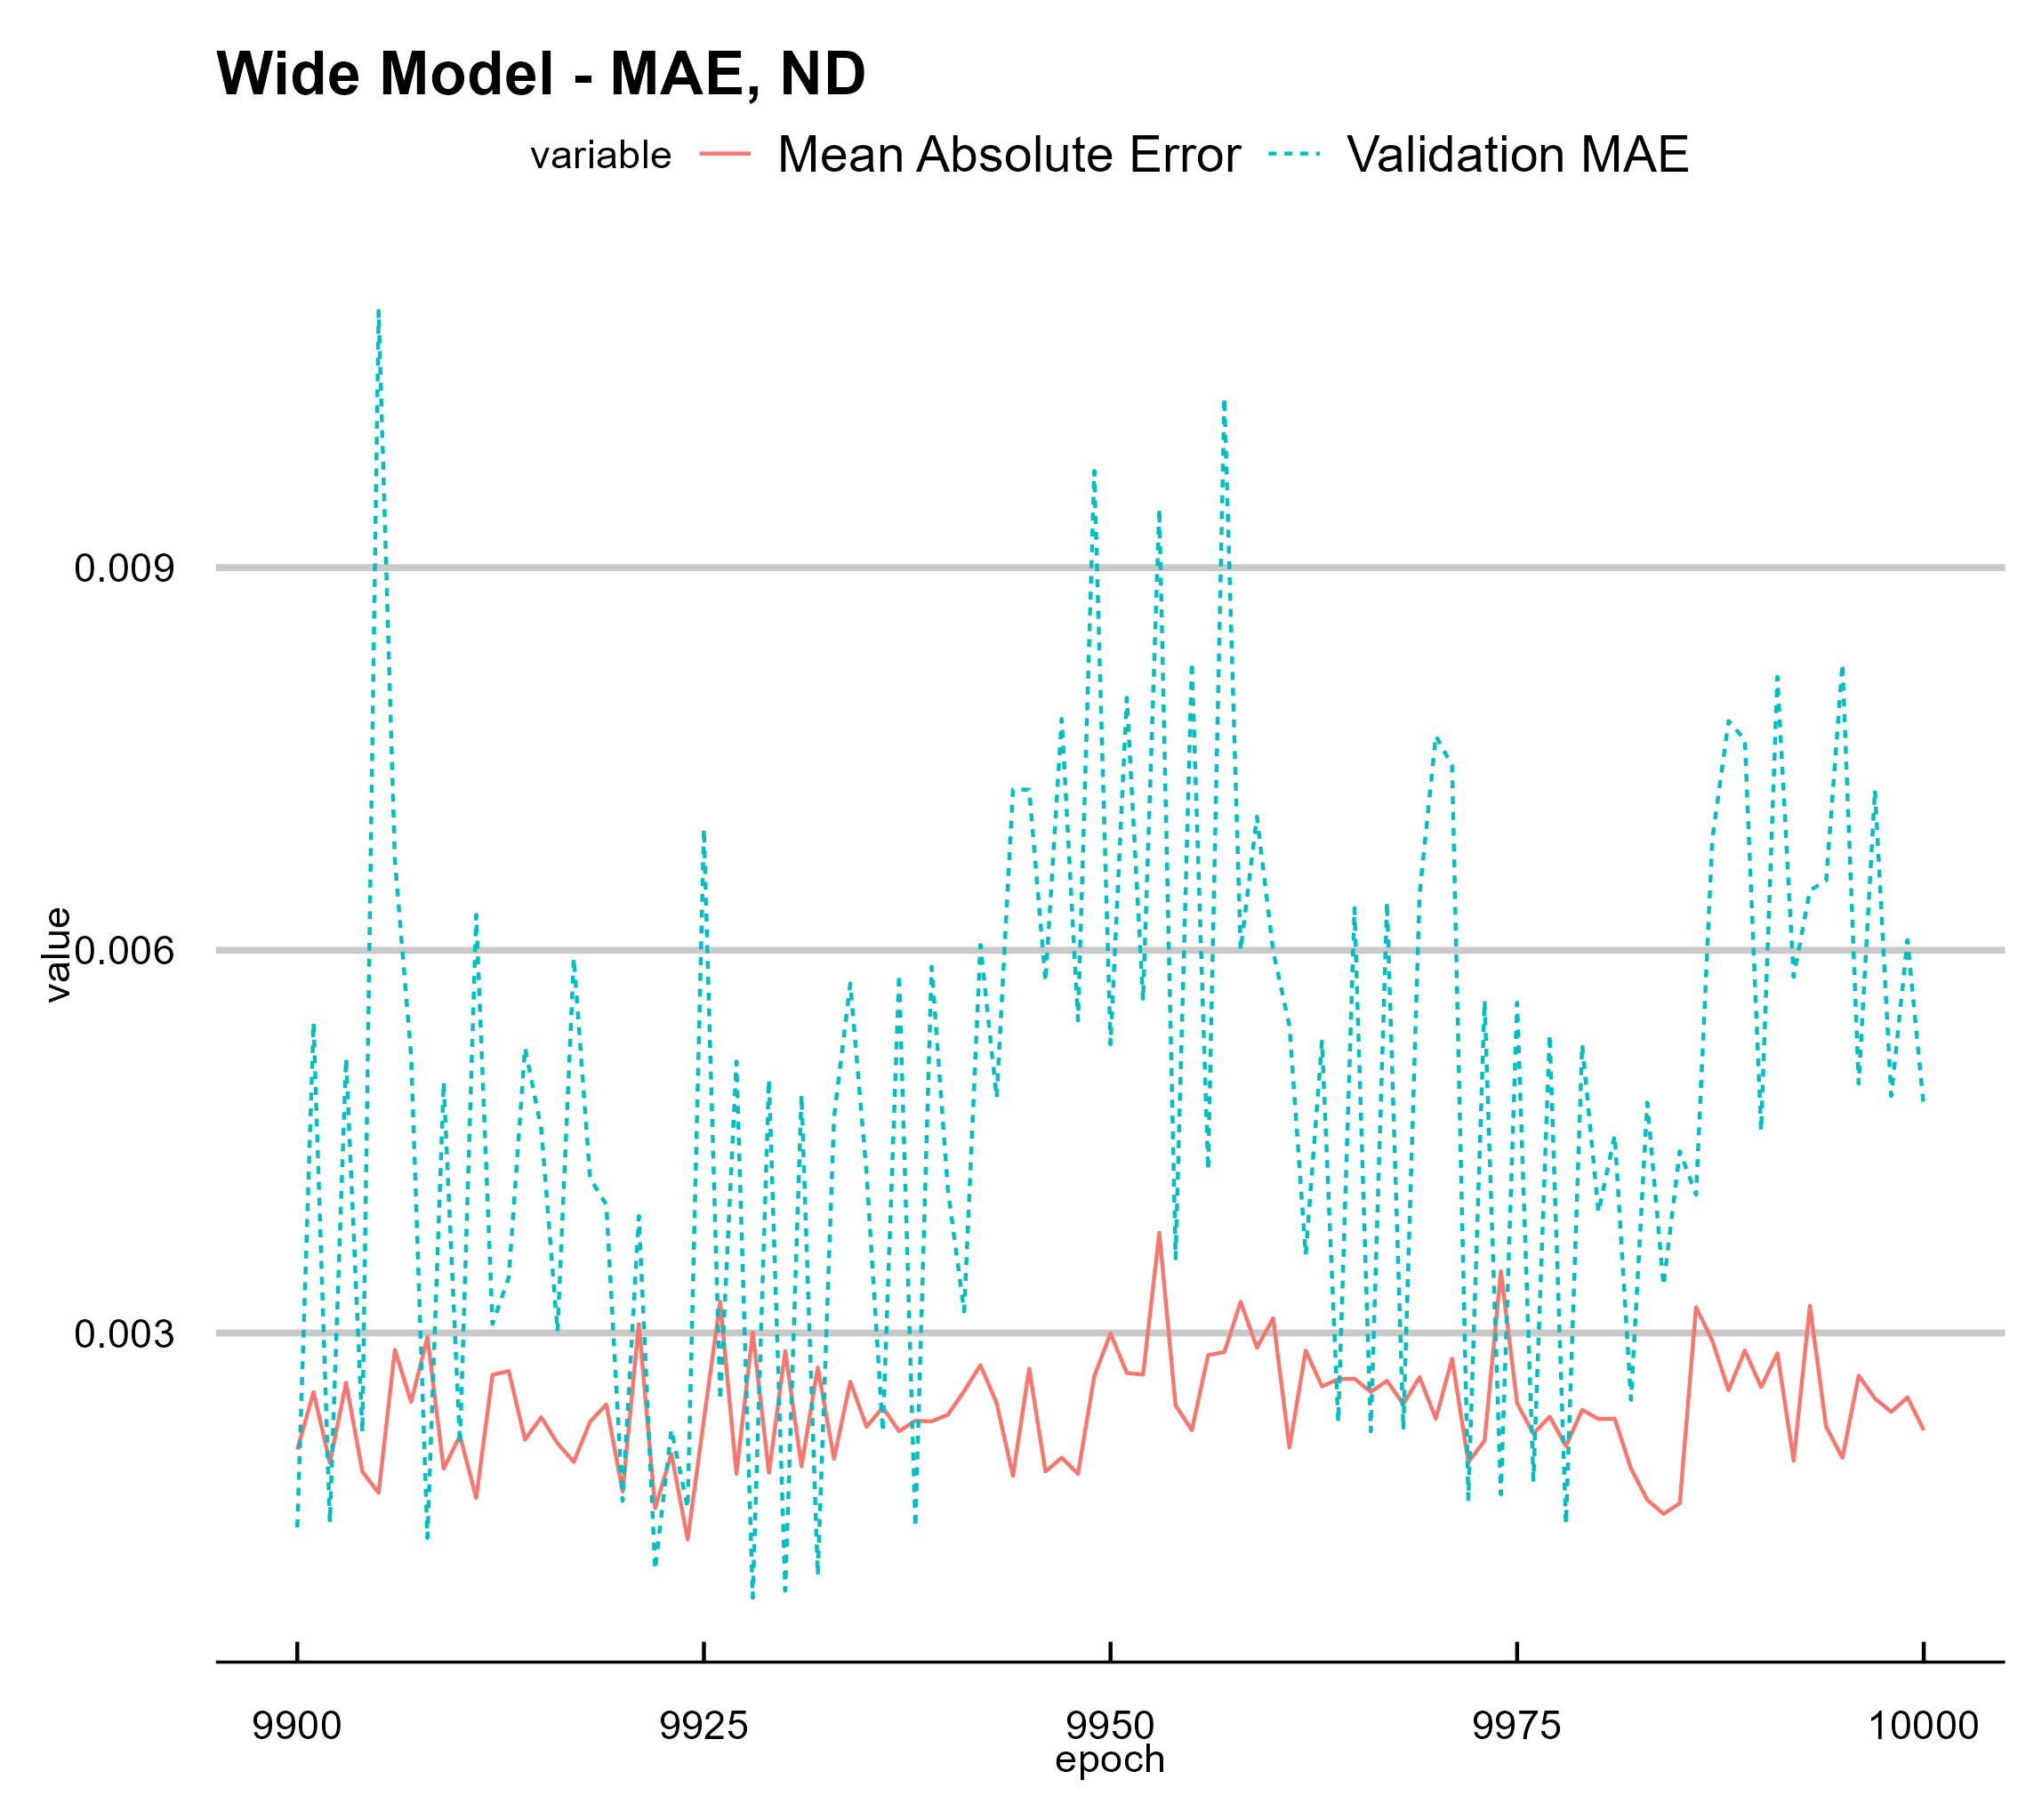 Wide Model - MAE, ND
variable Mean Absolute Error Validation MAE
0.009
0.006
0.003
value
9900 9925 9950 9975 10000
epoch